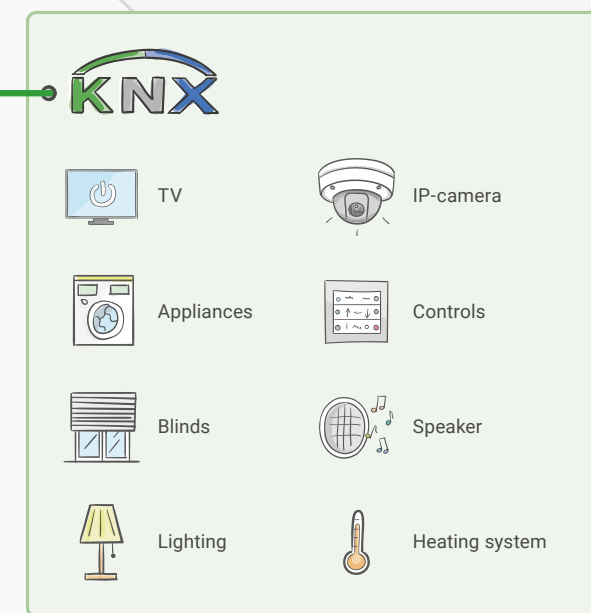 KNX
TV
IP-camera
Appliances
Controls
Blinds
Speaker
Lighting
Heating system